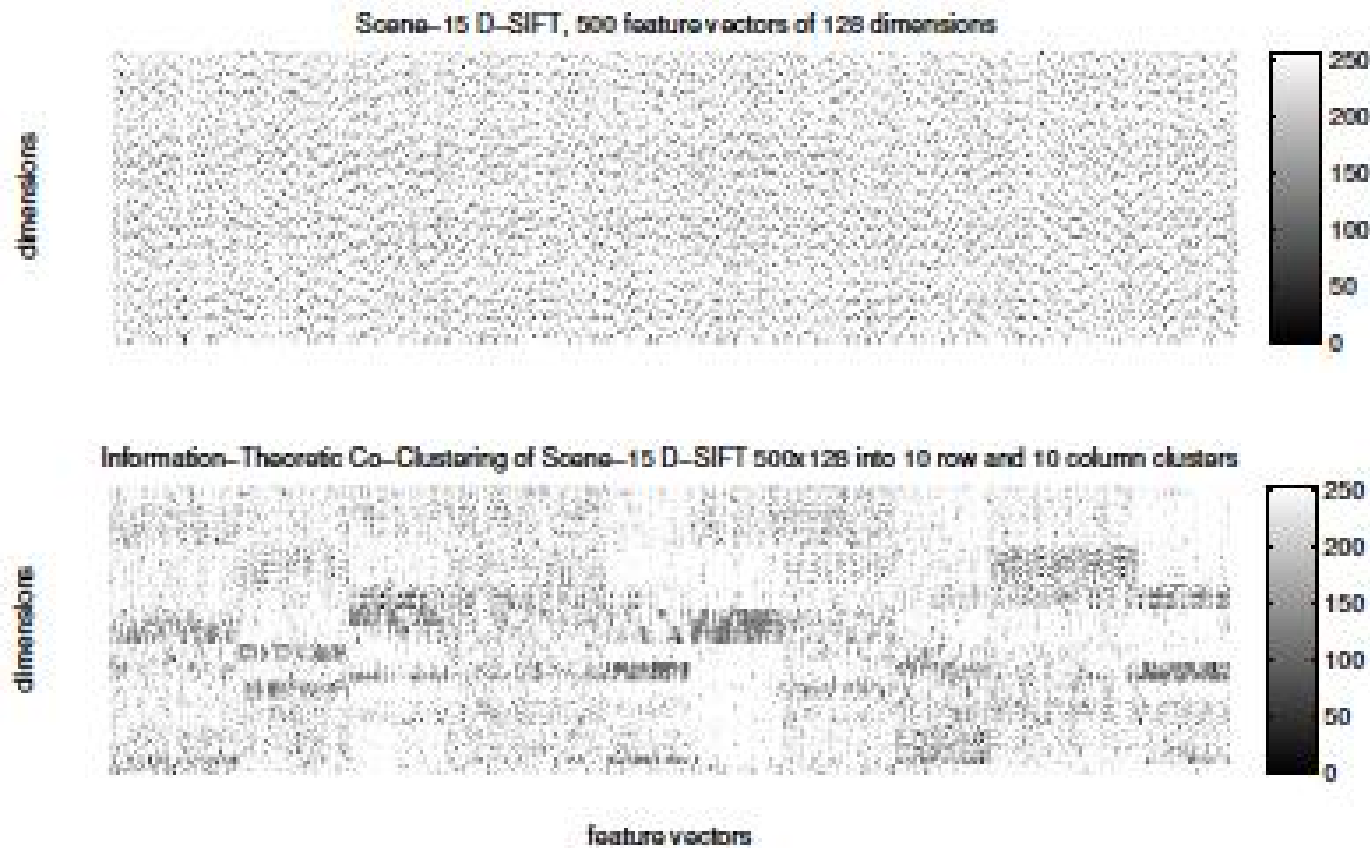 Scene-15 D-SIFT, 500 feature vectors of 128 dimensions
dimensions
250
200
150
100
50
0
Information-Theoretic Co-Clustering of Scene-15 D-SIFT 500x128 into 10 row and 10 column clusters
dimensions
250
200
150
100
50
0
feature vectors